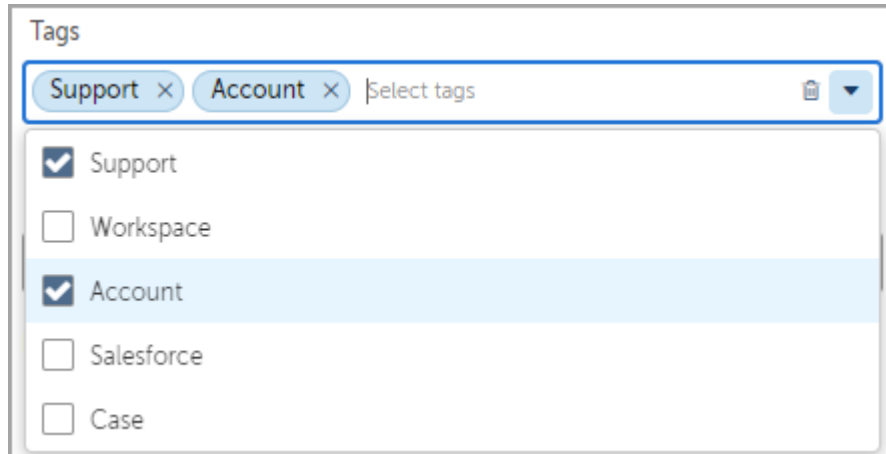 Tags
Support Account Select tags
Support
Workspace
Account
Salesforce
Case